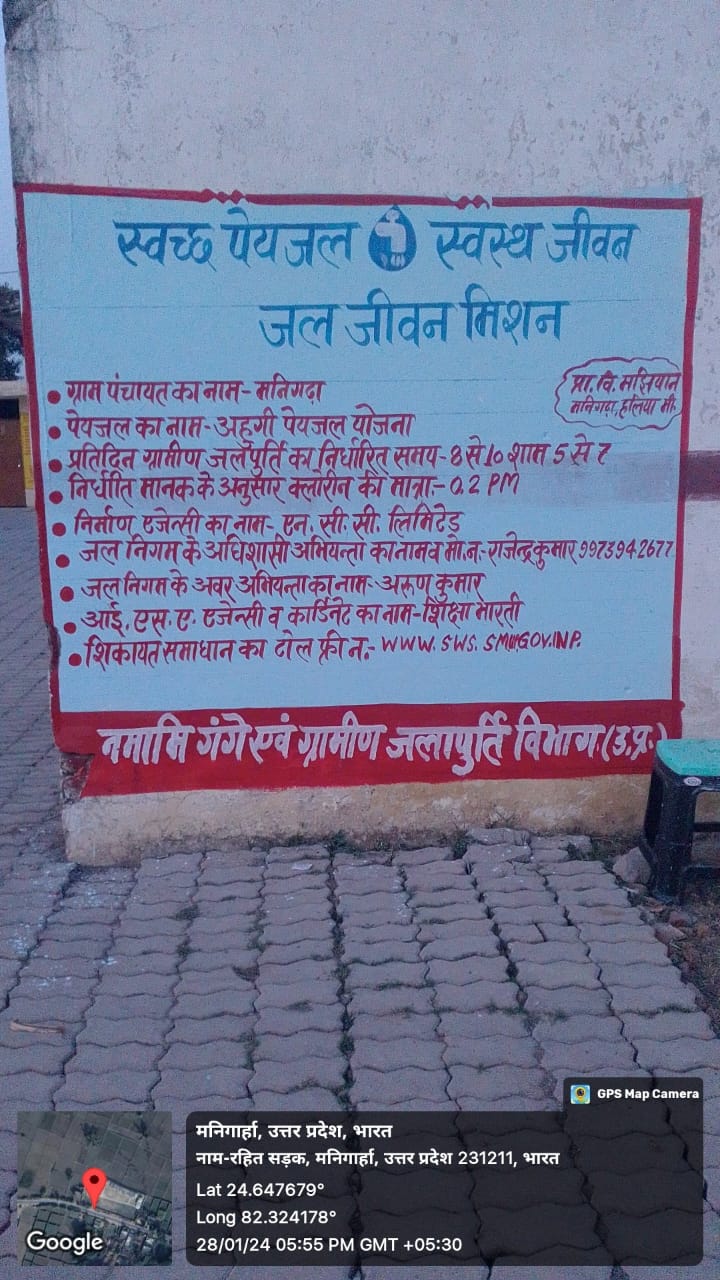 स्वच्छ पेयजल स्वस्थ जीवन
जल जीवन मिशन
प्रा. वि. मझियान
मनिगढ़ा, हलिया मी.
ग्राम पंचायत का नाम- मनिगढ़ा
पेयजल का नाम- अहुगी पेयजल योजना
प्रतिदिन ग्रामीण जलपुर्ति का निर्धारित समय- 8 से 10 शाम 5 से 7
निर्धाति मानक के अनुसार क्लोरीन की मात्रा:- 0.2 PM
निर्माण एजेन्सी का नाम- एन. सी. सी. लिमिटेड
जल निगम के अधिशासी अभियन्ता का नाम व मो. न.- राजेन्द्र कुमार 9973942677
जल निगम के अवर अभियन्ता का नाम- अरुण कुमार
आई. एस. ए. एजेन्सी व कार्डिनेट का नाम- शिक्षा भारती
शिकायत समाधान का टोल फ्री न.- WWW. SWS. GOV.INP.
नमामि गंगे एवं ग्रामीण जलापुर्ति विभाग (उ.प्र.)
GPS Map Camera
मनिगार्हा, उत्तर प्रदेश, भारत
नाम-रहित सड़क, मनिगार्हा, उत्तर प्रदेश 231211, भारत
Lat 24.647679°
Long 82.324178°
28/01/24 05:55 PM GMT +05:30
Google